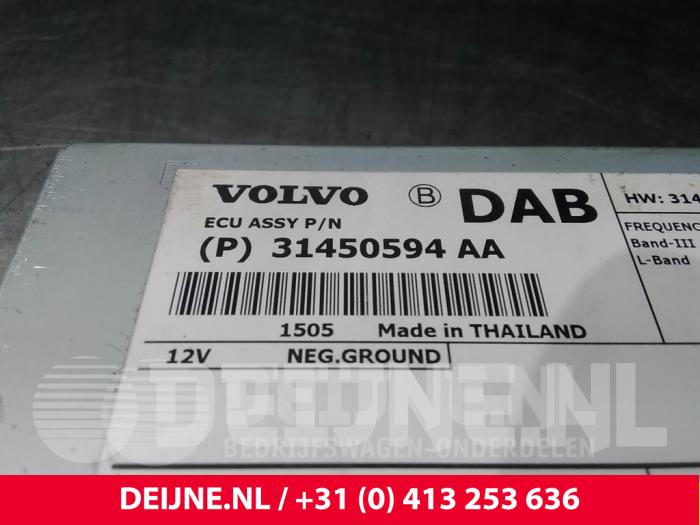 VOLVO Ⓑ DAB
HW: 314
ECU ASSY P/N
(P) 31450594 AA
FREQUENC
Band-III
L-Band
1505 Made in THAILAND
12V NEG.GROUND
DEIJNE.NL
BEDRIJFSWAGEN-ONDERDELEN
DEIJNE.NL / +31 (0) 413 253 636